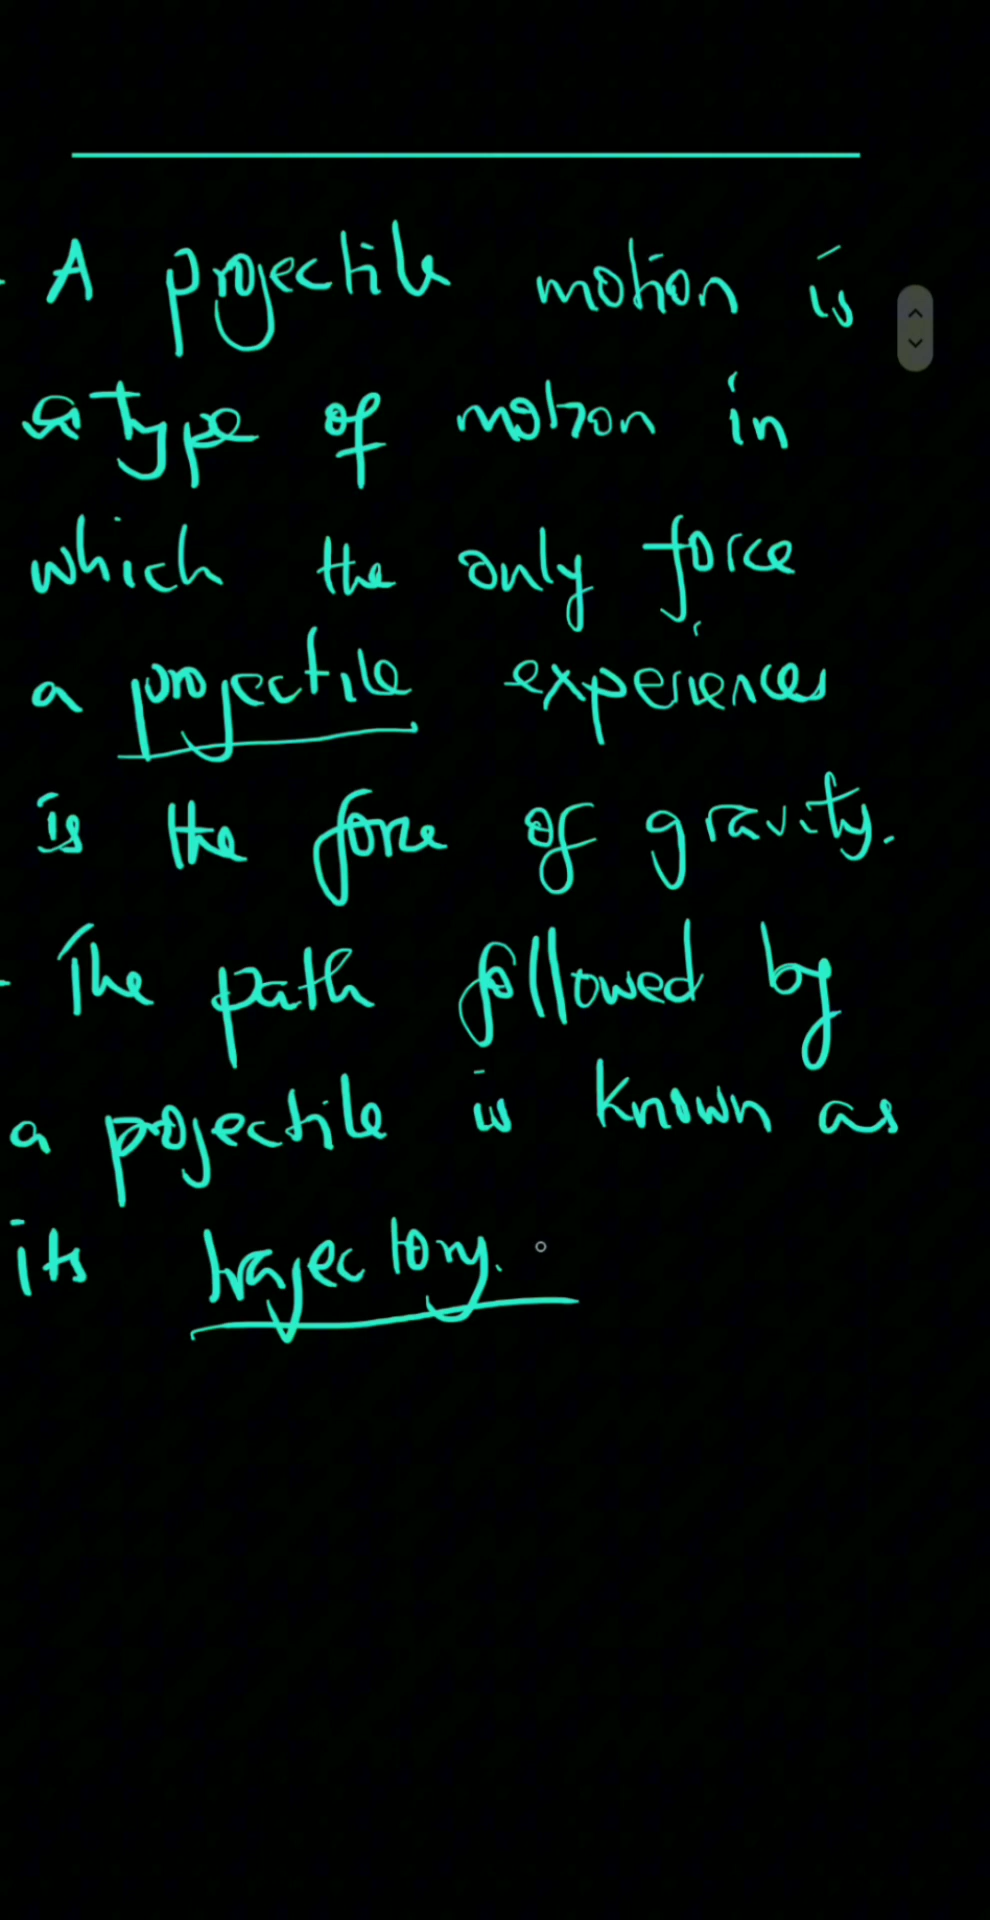 - A projectile motion is
a type of motion in
which the only force
a projectile experiences
is the force of gravity.
- The path followed by
a projectile is known as
its trajectory.